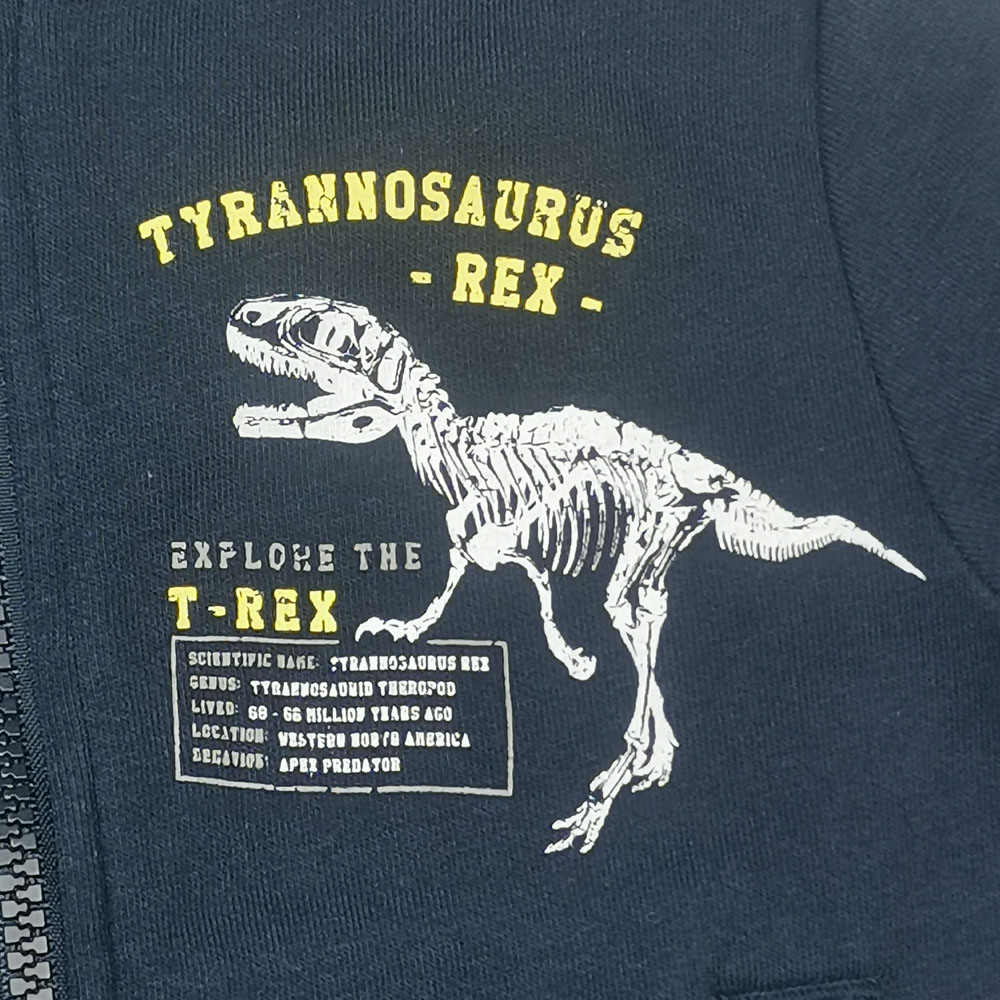 TYRANNOSAURUS
- REX -
EXPLORE THE
T-REX
SCIENTIFIC NAME: TYRANNOSAURUS REX
GENUS: TYRANNOSAURID THEROPOD
LIVED: 68 - 66 MILLION YEARS AGO
LOCATION: WESTERN NORTH AMERICA
BEHAVIOR: APEX PREDATOR